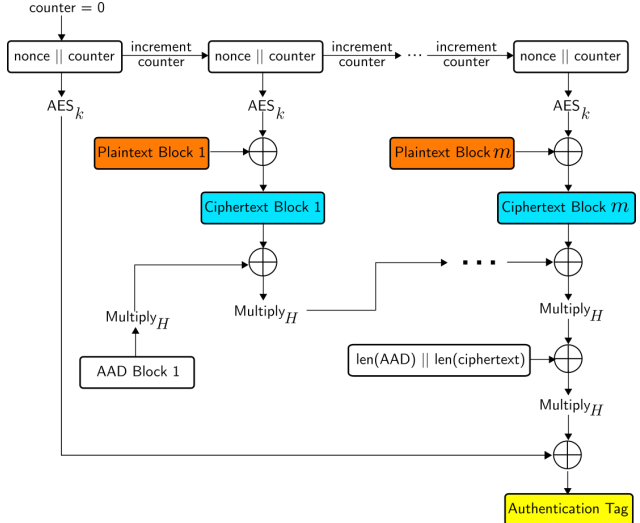 counter = 0
nonce || counter
increment
counter
nonce || counter
increment
counter
...
increment
counter
nonce || counter
AES k
AES k
AES k
Plaintext Block 1
Plaintext Block m
Ciphertext Block 1
Ciphertext Block m
...
Multiply H
Multiply H
Multiply H
AAD Block 1
len(AAD) || len(ciphertext)
Multiply H
Authentication Tag